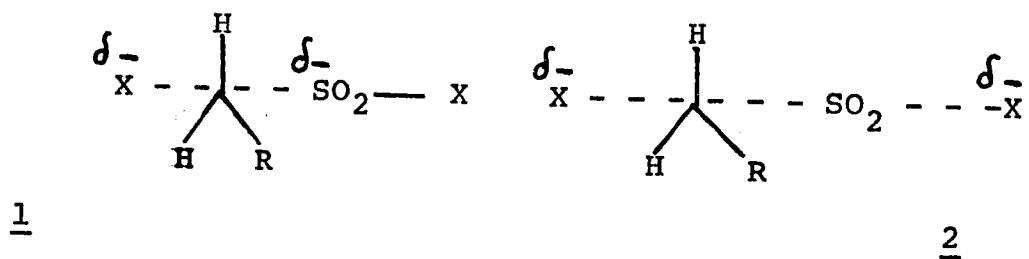 H H
δ- δ- δ- δ-
X - - - - - - SO₂ — X X - - - - - - - - SO₂ - - - - X
H R H R
1 2